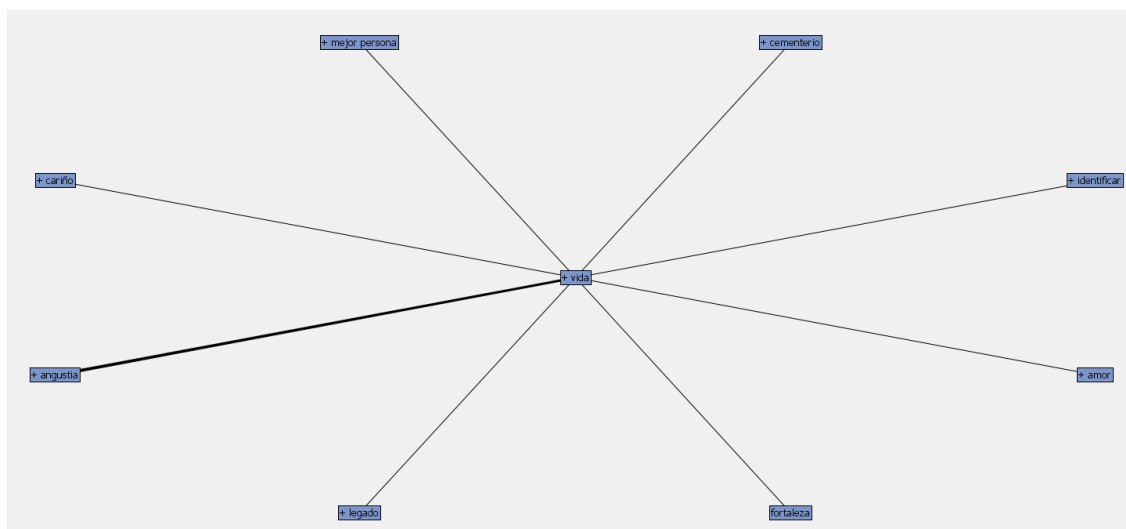 + mejor persona
+ cementerio
+ cariño
+ identificar
+ vida
+ angustia
+ amor
+ legado
fortaleza